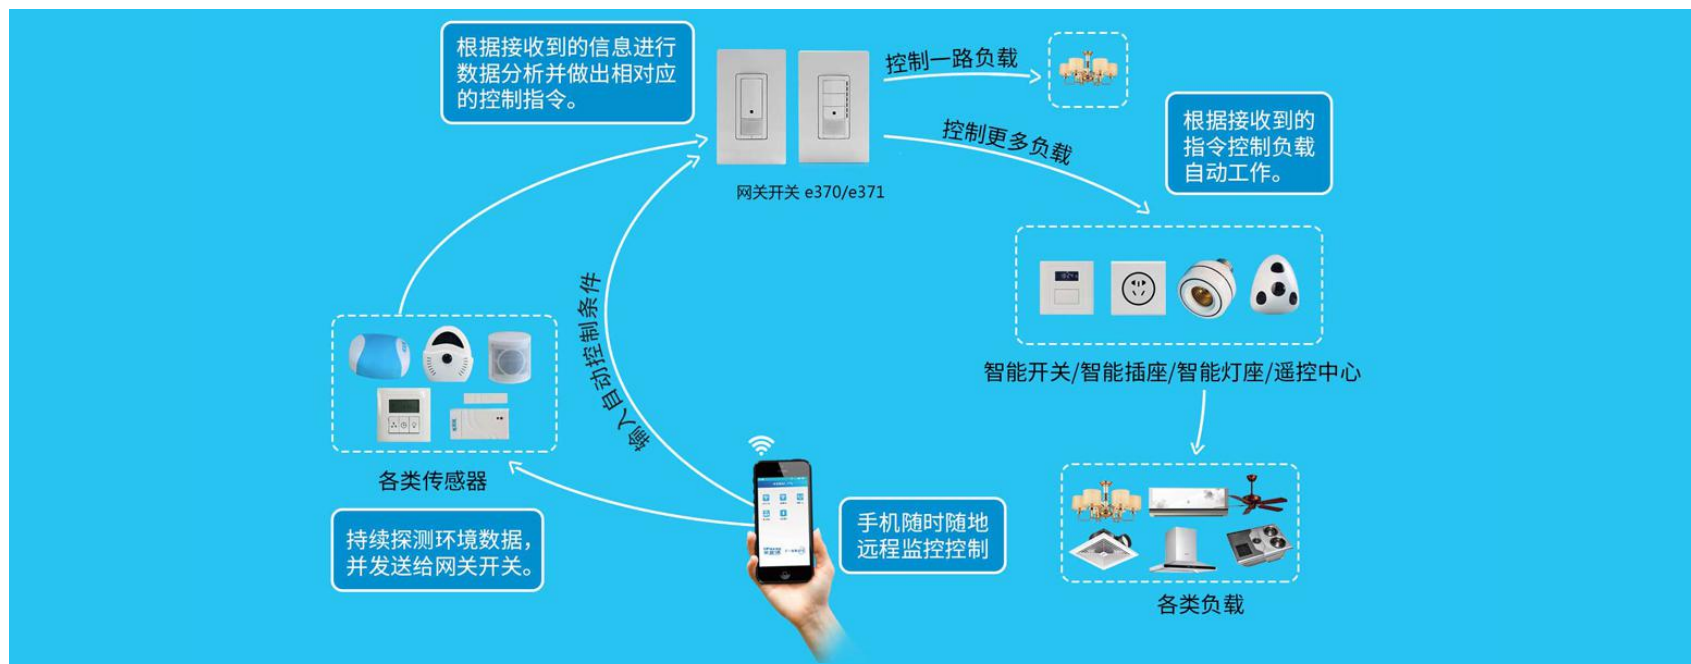 根据接收到的信息进行
数据分析并做出相对应
的控制指令。
控制一路负载
控制更多负载
根据接收到的
指令控制负载
自动工作。
网关开关 e370/e371
输入自动控制条件
智能开关/智能插座/智能灯座/遥控中心
各类传感器
持续探测环境数据，
并发送给网关开关。
手机随时随地
远程监控控制
各类负载